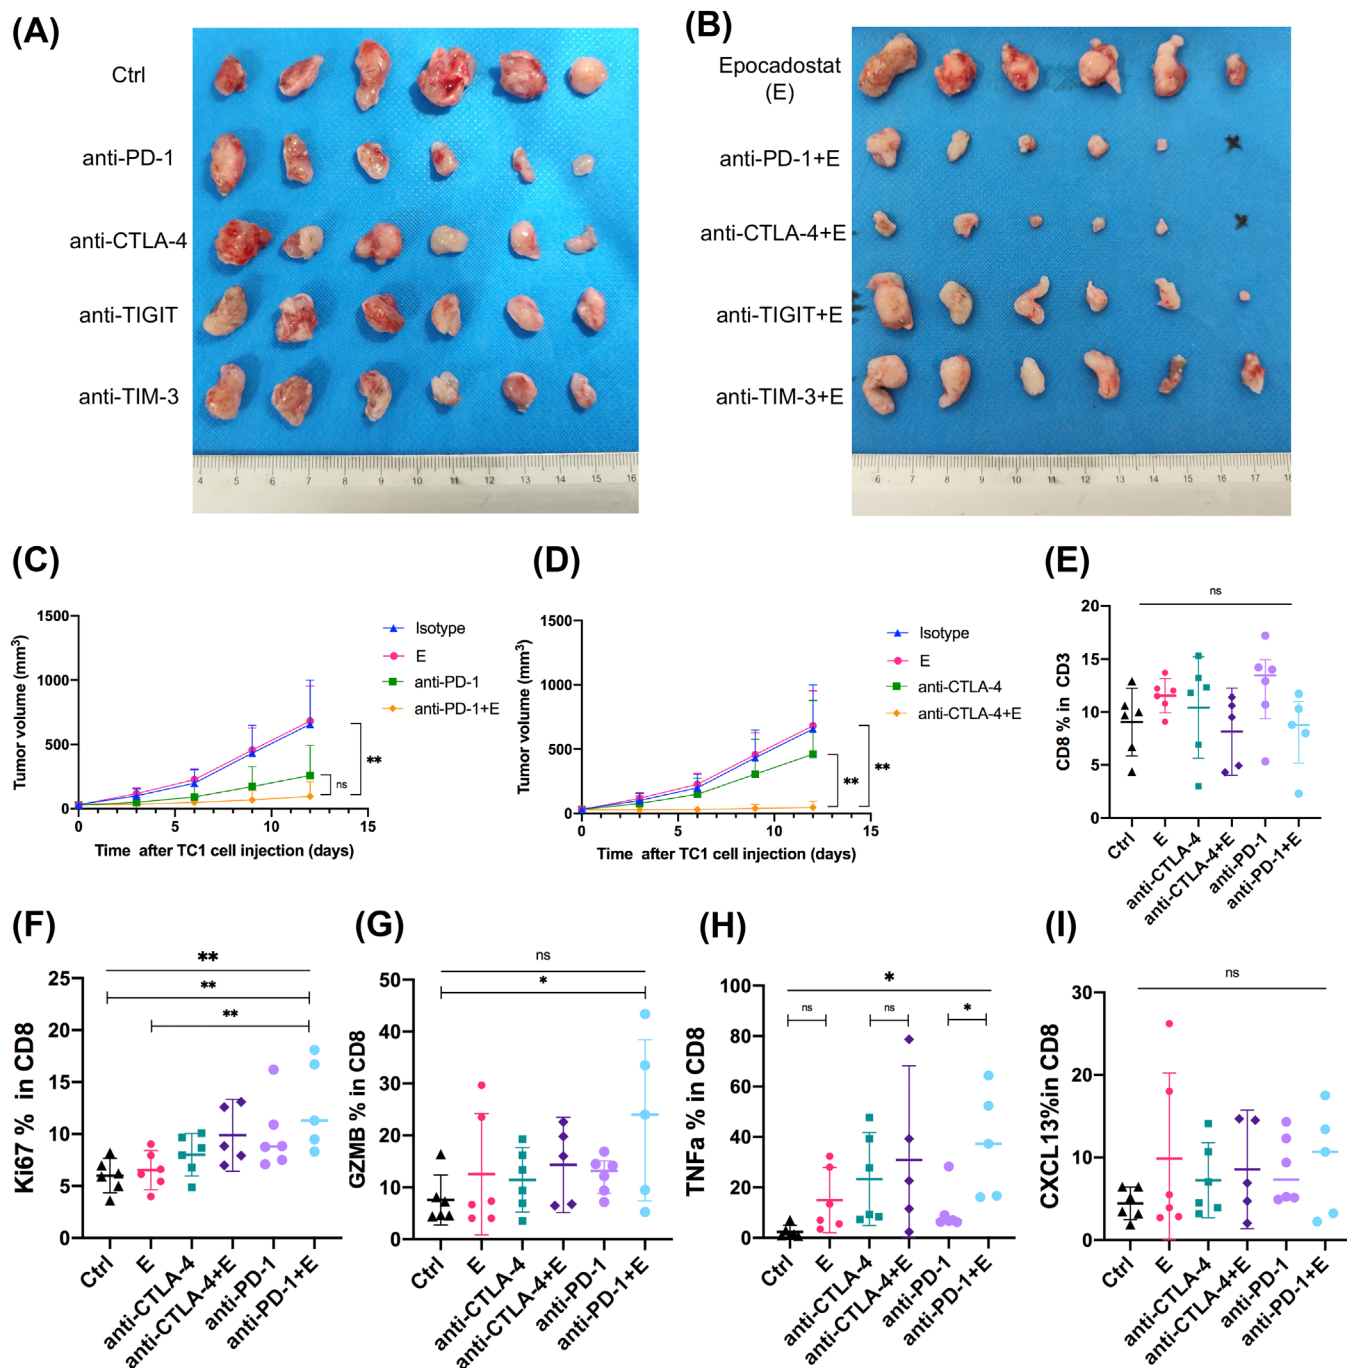 (A)
Ctrl
anti-PD-1
anti-CTLA-4
anti-TIGIT
anti-TIM-3
4 5 6 7 8 9 10 11 12 13 14 15 16
(B)
Epocadostat
(E)
anti-PD-1+E
anti-CTLA-4+E
anti-TIGIT+E
anti-TIM-3+E
6 7 8 9 10 11 12 13 14 15 16 17 18
(C)
Tumor volume (mm3)
1500
1000
500
0
0 5 10 15
Time after TC1 cell injection (days)
Isotype
E
anti-PD-1
anti-PD-1+E
ns
**
(D)
Tumor volume (mm3)
1500
1000
500
0
0 5 10 15
Time after TC1 cell injection (days)
Isotype
E
anti-CTLA-4
anti-CTLA-4+E
**
**
(E)
ns
CD8 % in CD3
20
15
10
5
0
Ctrl
E
anti-CTLA-4
anti-CTLA-4+E
anti-PD-1
anti-PD-1+E
(F)
**
**
**
Ki67 % in CD8
25
20
15
10
5
0
Ctrl
E
anti-CTLA-4
anti-CTLA-4+E
anti-PD-1
anti-PD-1+E
(G)
ns
*
GZMB % in CD8
50
40
30
20
10
0
Ctrl
E
anti-CTLA-4
anti-CTLA-4+E
anti-PD-1
anti-PD-1+E
(H)
*
ns
ns
*
TNFa % in CD8
100
80
60
40
20
0
Ctrl
E
anti-CTLA-4
anti-CTLA-4+E
anti-PD-1
anti-PD-1+E
(I)
ns
CXCL13%in CD8
30
20
10
0
Ctrl
E
anti-CTLA-4
anti-CTLA-4+E
anti-PD-1
anti-PD-1+E